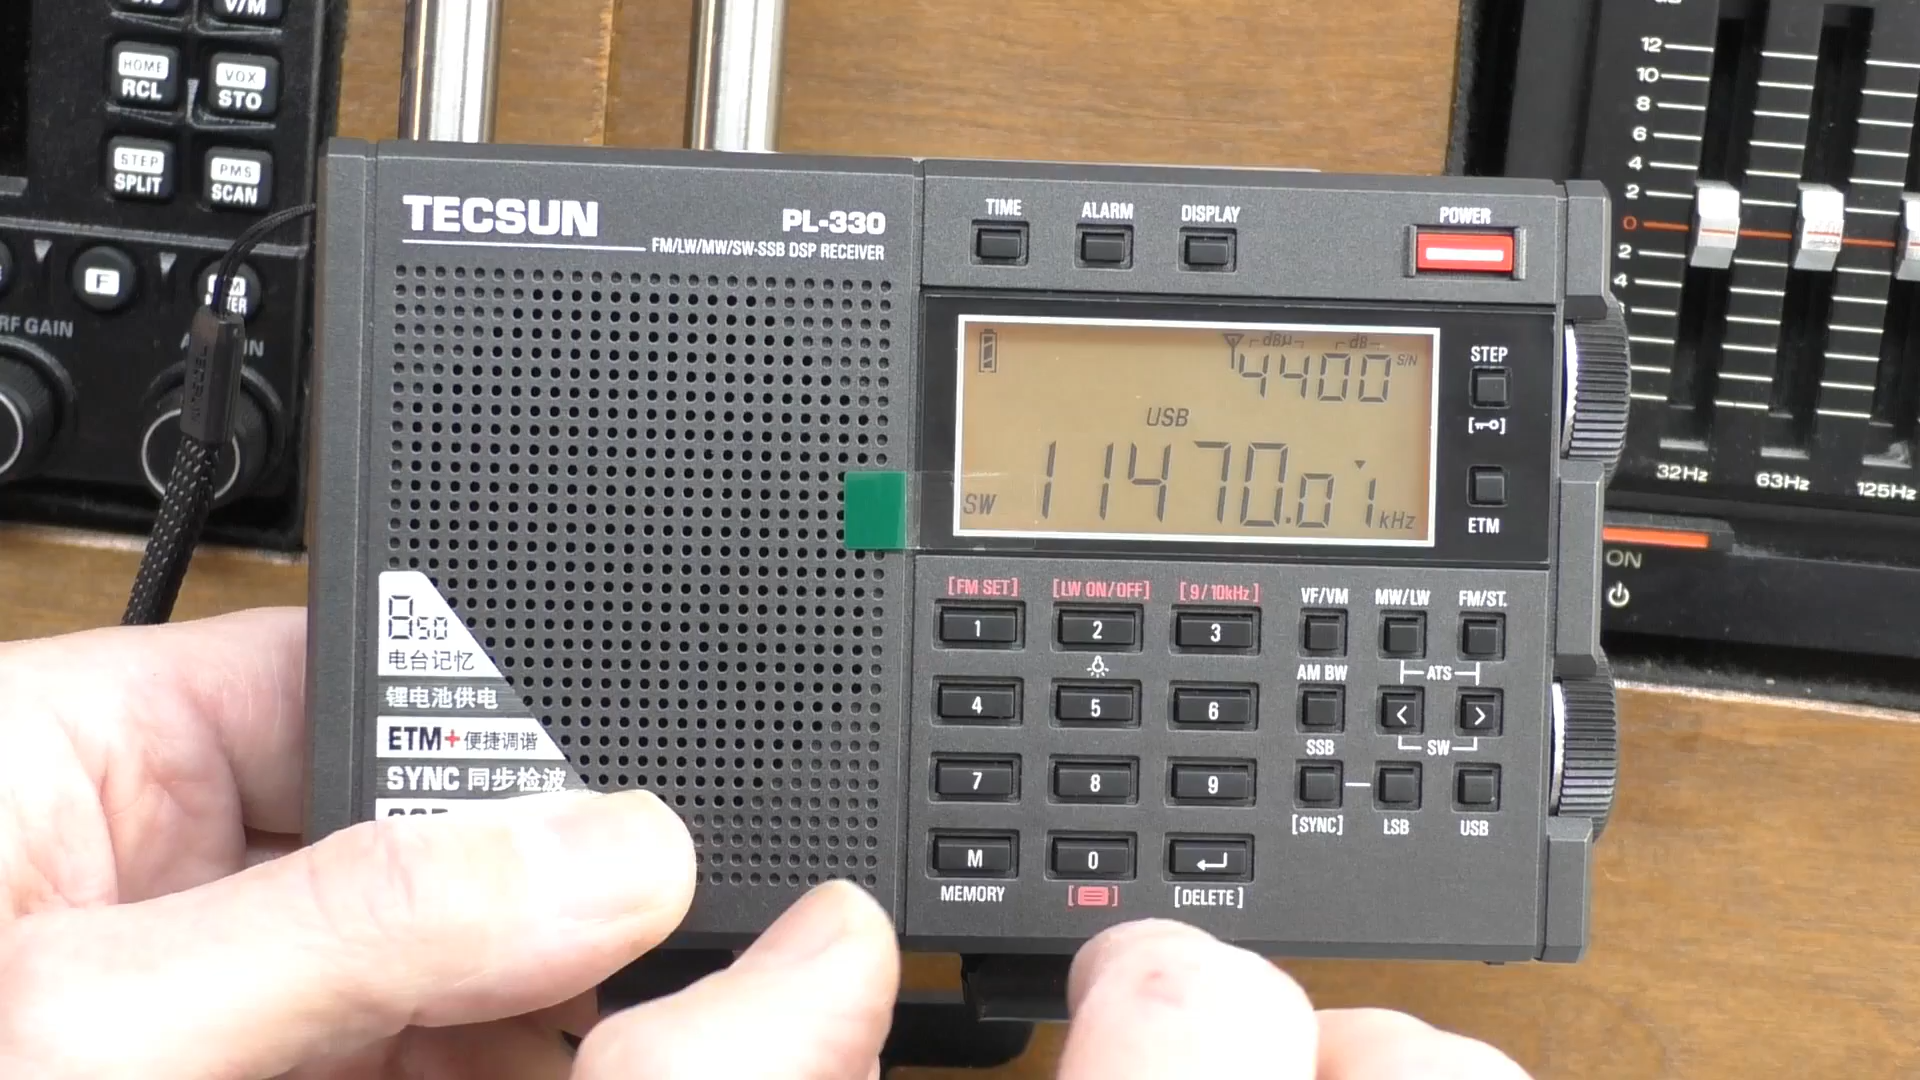 V/M
HOME
RCL
VOX
STO
STEP
SPLIT
PMS
SCAN
F
RF GAIN
TECSUN
TECSUN
PL-330
FM/LW/MW/SW-SSB DSP RECEIVER
850
电台记忆
锂电池供电
ETM+便捷调谐
SYNC 同步检波
TIME
ALARM
DISPLAY
POWER
dBµ
dB
4400
S/N
USB
SW
11470.01
kHz
STEP
ETM
[FM SET]
[LW ON/OFF]
[9/10kHz]
VF/VM
MW/LW
FM/ST.
1
2
3
AM BW
ATS
4
5
6
<
>
SSB
SW
7
8
9
[SYNC]
LSB
USB
M
0
MEMORY
[DELETE]
12
10
8
6
4
2
0
2
4
32Hz
63Hz
125Hz
ON